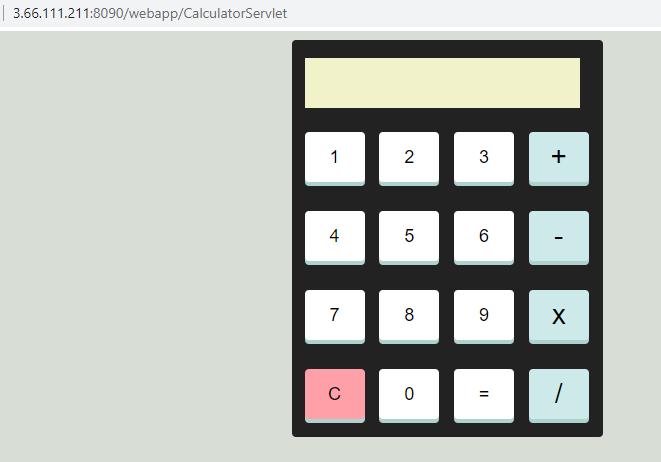 3.66.111.211:8090/webapp/CalculatorServlet
1 2 3 +
4 5 6 -
7 8 9 x
C 0 = /